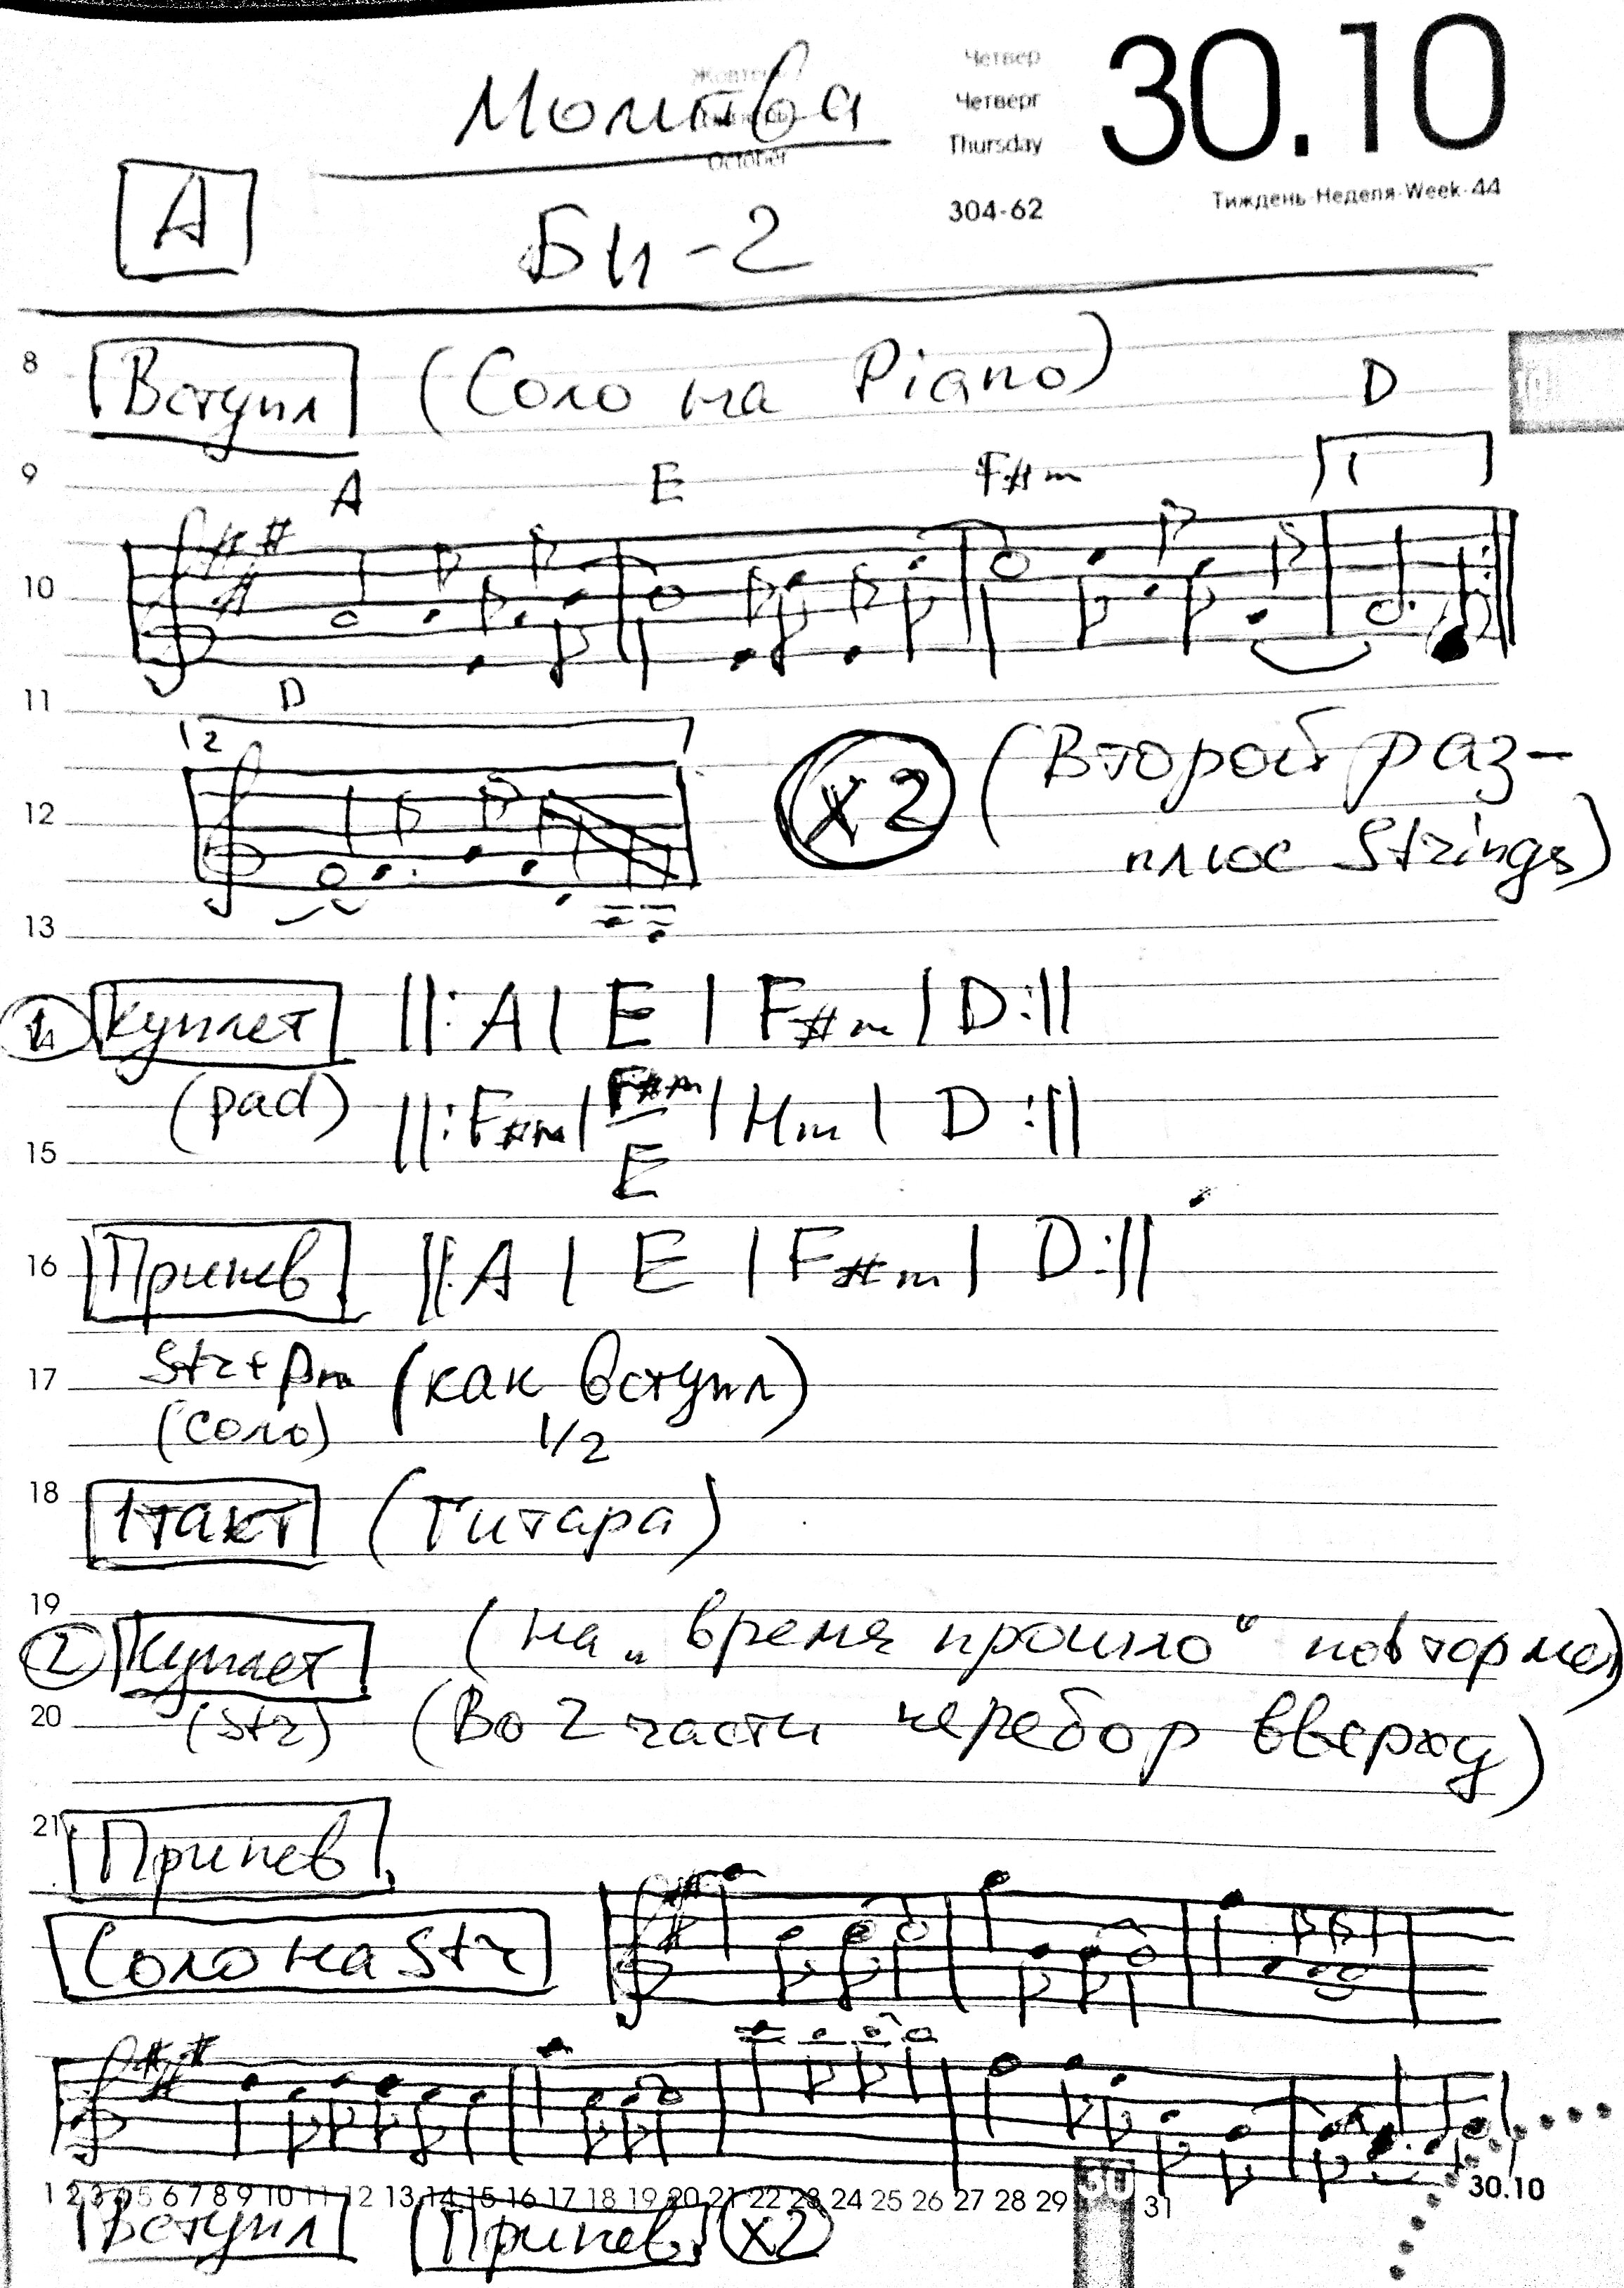 Жовтень
Октябрь
October
Четвер
Четверг
Thursday
304-62
30.10
Тиждень·Неделя·Week·44
Молитва
A
Би-2
8
Вступл (Соло на Piano) D
9
A E F#m 1
10
11
D
2
12
X2 (Второй раз-
плюс Strings)
13
1 Куплет ||: A | E | F#m | D :||
(pad) ||: F#m | F#m/E | Hm | D :||
15
16 Припев ||: A | E | F#m | D :||
17 Str + pn (как вступл)
(соло) 1/2
18 1 такт (Гитара)
19
2 Куплет (на „время прошло“ повтор
20 (Str) (Во 2 части перебор вверх)
21
Припев
Соло на Str
1 2 3 4 5 6 7 8 9 10 11 12 13 14 15 16 17 18 19 20 21 22 23 24 25 26 27 28 29 30 31
30.10
Вступл Припев X2